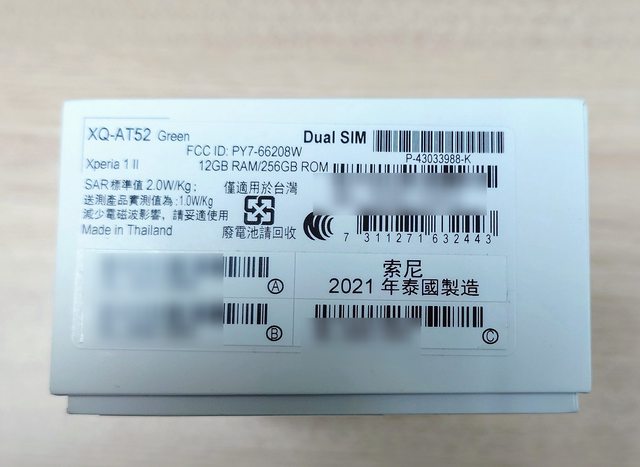 XQ-AT52 Green
Dual SIM
FCC ID: PY7-66208W
P-43033988-K
Xperia 1 II
12GB RAM/256GB ROM
SAR標準值 2.0W/Kg;
送測產品實測值為:1.0W/Kg
減少電磁波影響,請妥適使用
Made in Thailand
僅適用於台灣
廢電池請回收
7 311271 632443
A
B
索尼
2021 年泰國製造
C